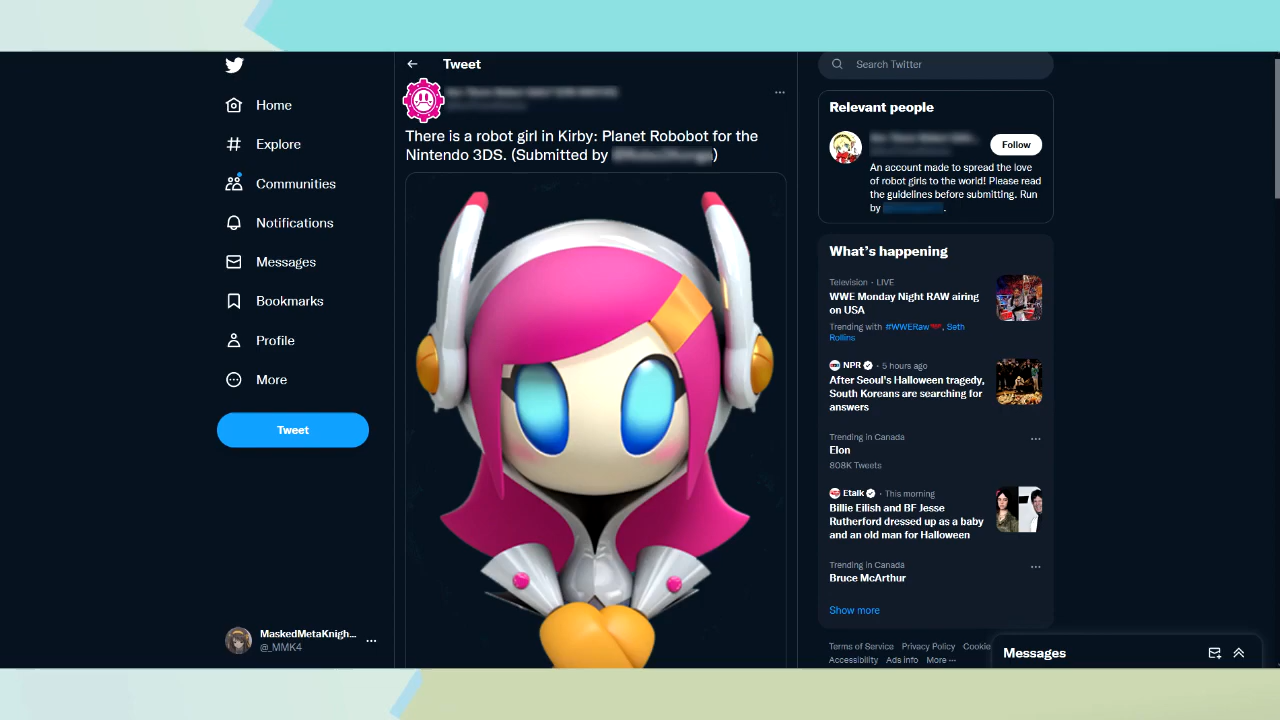 Home
Explore
Communities
Notifications
Messages
Bookmarks
Profile
More
Tweet
MaskedMetaKnigh...
@_MMK4
Tweet
There is a robot girl in Kirby: Planet Robobot for the
Nintendo 3DS. (Submitted by )
Search Twitter
Relevant people
Follow
An account made to spread the love
of robot girls to the world! Please read
the guidelines before submitting. Run
by .
What's happening
Television · LIVE
WWE Monday Night RAW airing
on USA
Trending with #WWERaw, Seth
Rollins
NPR · 5 hours ago
After Seoul's Halloween tragedy,
South Koreans are searching for
answers
Trending in Canada
Elon
808K Tweets
Etalk · This morning
Billie Eilish and BF Jesse
Rutherford dressed up as a baby
and an old man for Halloween
Trending in Canada
Bruce McArthur
Show more
Terms of Service Privacy Policy Cookie
Accessibility Ads info More ...
Messages